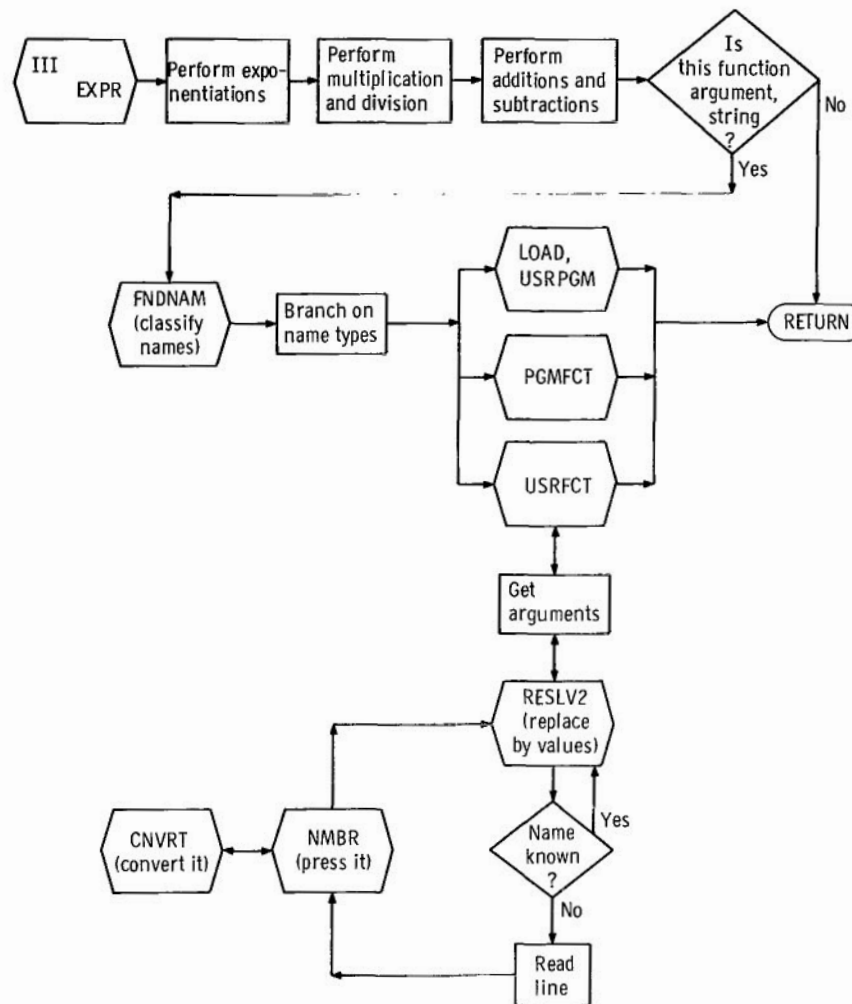 III
EXPR
Perform expo-
nentiations
Perform
multiplication
and division
Perform
additions and
subtractions
Is
this function
argument,
string
?
No
Yes
FNDNAM
(classify
names)
Branch on
name types
LOAD,
USRPGM
PGMFCT
USRFCT
RETURN
Get
arguments
RESLV2
(replace
by values)
Name
known
?
Yes
No
CNVRT
(convert it)
NMBR
(press it)
Read
line